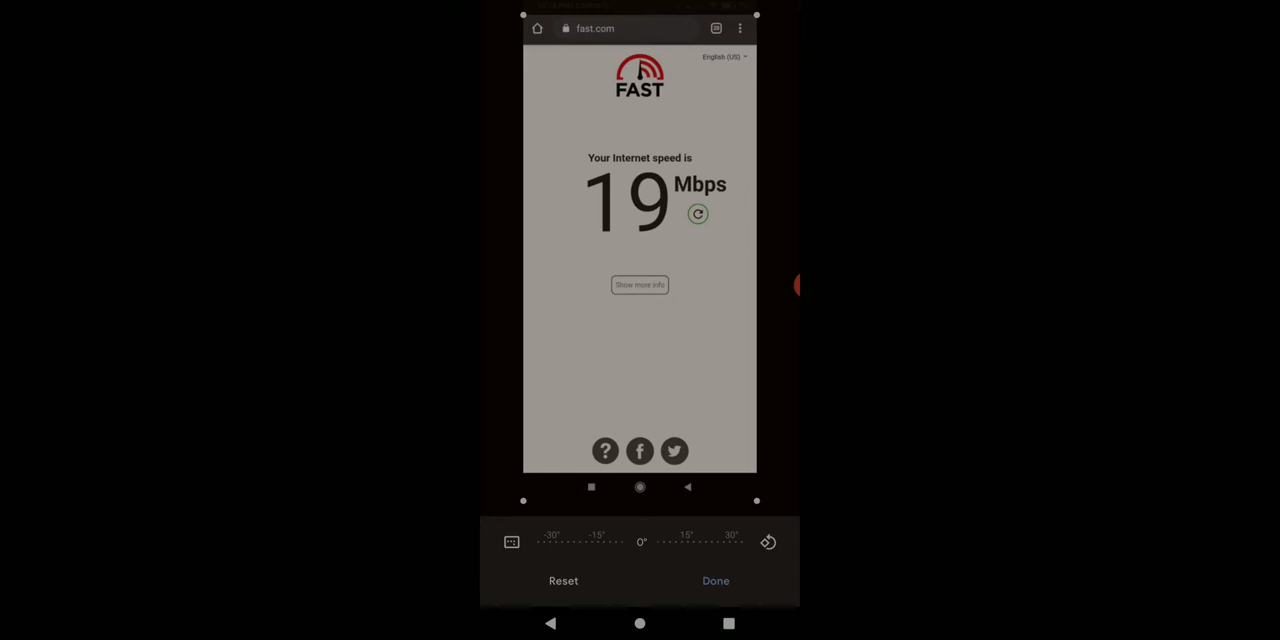 fast.com
20
English (US)
FAST
Your Internet speed is
19 Mbps
Show more info
?
f
-30° -15° 0° 15° 30°
Reset Done